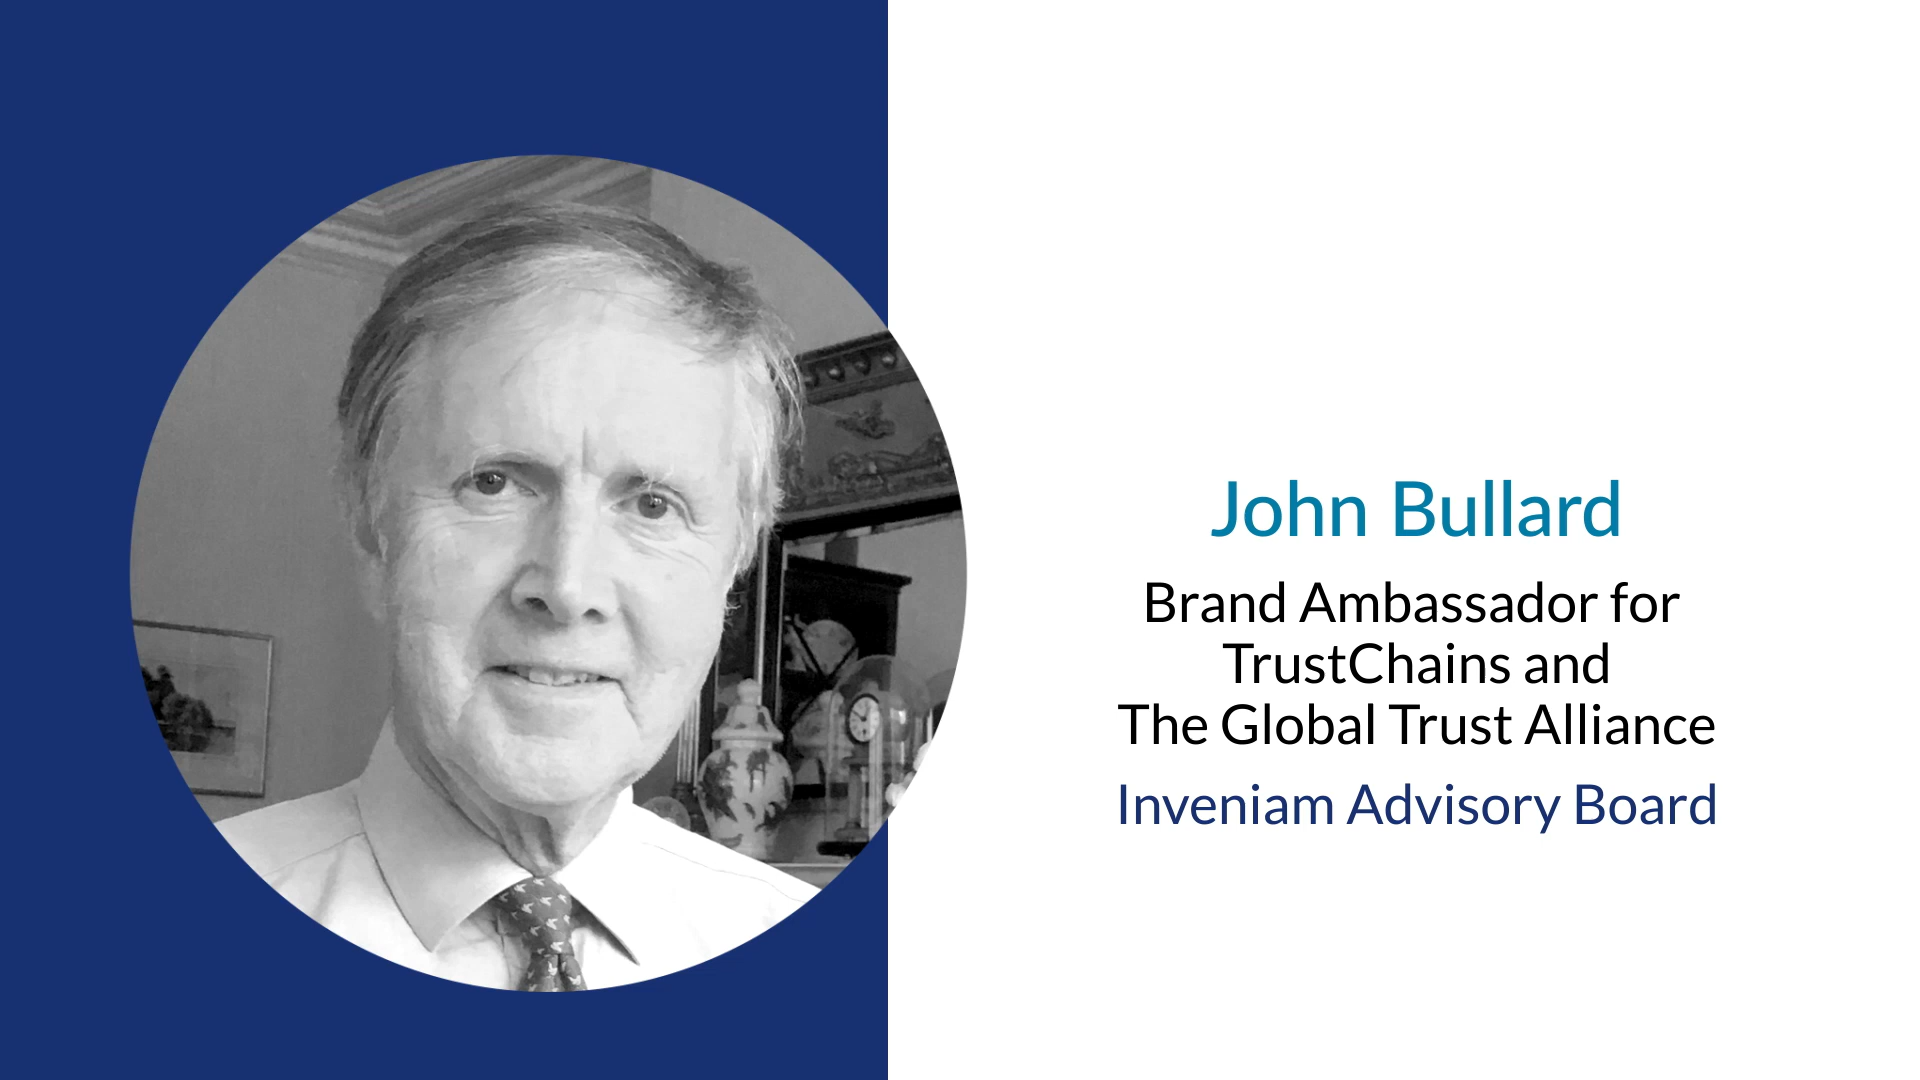 John Bullard
Brand Ambassador for
TrustChains and
The Global Trust Alliance
Inveniam Advisory Board